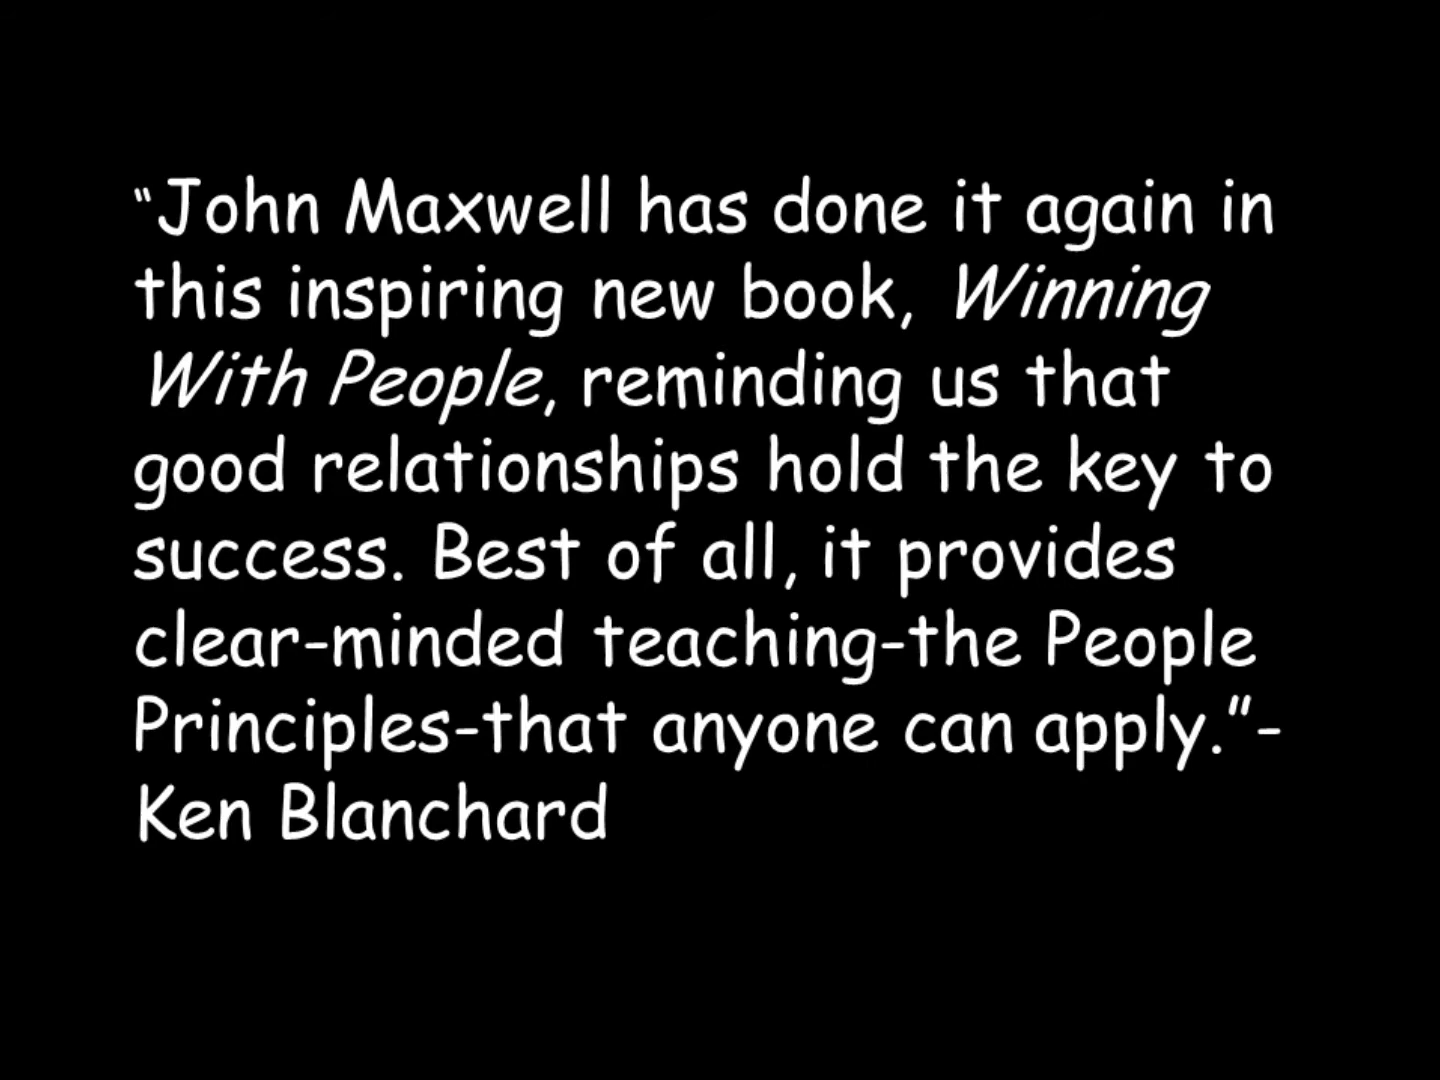 “John Maxwell has done it again in
this inspiring new book, Winning
With People, reminding us that
good relationships hold the key to
success. Best of all, it provides
clear-minded teaching-the People
Principles-that anyone can apply.”-
Ken Blanchard